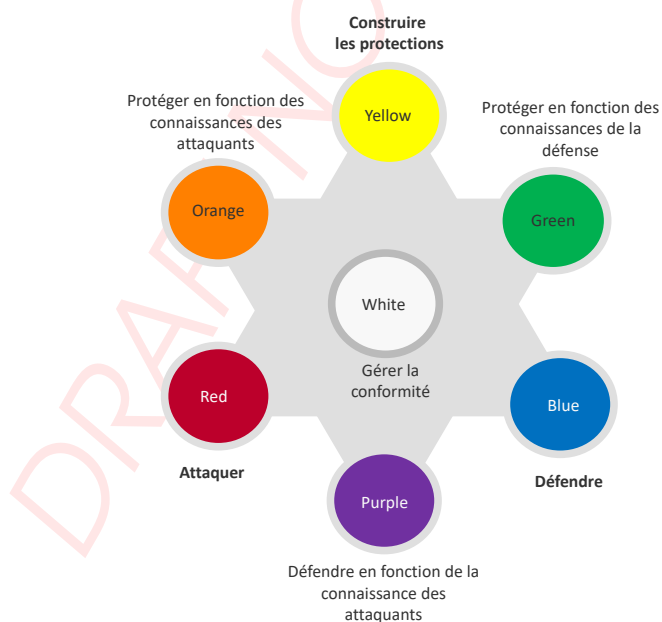 Construire
les protections
Yellow
Protéger en fonction des
connaissances des
attaquants
Protéger en fonction des
connaissances de la
défense
Orange
Green
White
Gérer la
conformité
Red
Blue
Attaquer
Défendre
Purple
Défendre en fonction de la
connaissance des
attaquants